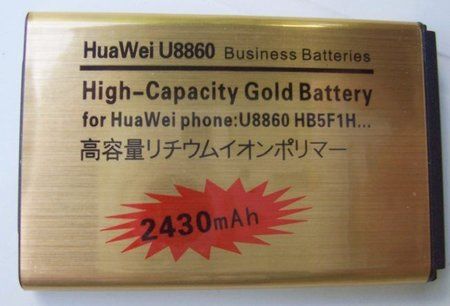 HuaWei U8860 Business Batteries
High-Capacity Gold Battery
for HuaWei phone:U8860 HB5F1H...
高容量リチウムイオンポリマー
2430mAh